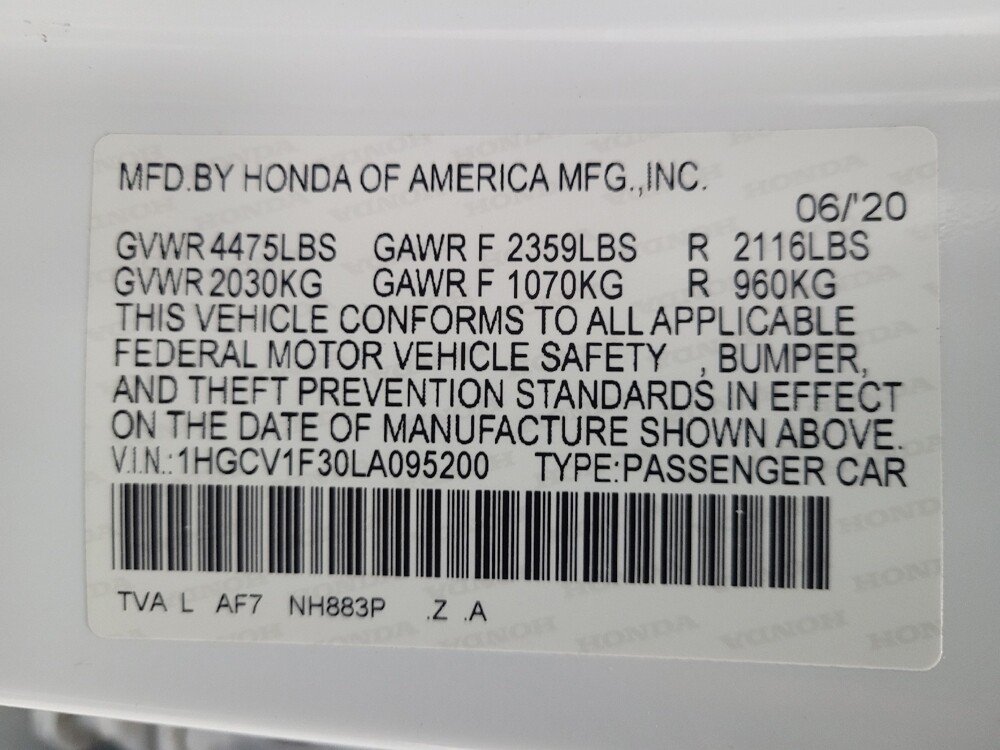 MFD.BY HONDA OF AMERICA MFG.,INC.
06/'20
GVWR 4475LBS GAWR F 2359LBS R 2116LBS
GVWR 2030KG GAWR F 1070KG R 960KG
THIS VEHICLE CONFORMS TO ALL APPLICABLE
FEDERAL MOTOR VEHICLE SAFETY , BUMPER,
AND THEFT PREVENTION STANDARDS IN EFFECT
ON THE DATE OF MANUFACTURE SHOWN ABOVE.
V.I.N.:1HGCV1F30LA095200 TYPE:PASSENGER CAR
TVA L AF7 NH883P .Z .A